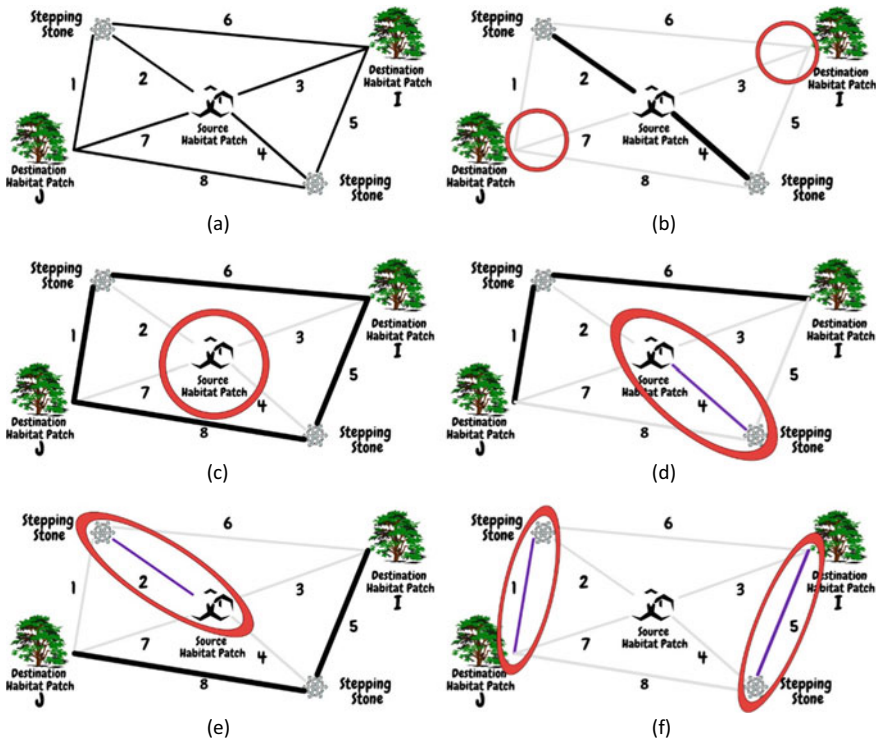 Stepping
Stone
6
1
2
3
Destination
Habitat Patch
I
Source
Habitat Patch
7
4
5
Destination
Habitat Patch
J
8
Stepping
Stone
(a)
Stepping
Stone
6
1
2
3
Destination
Habitat Patch
I
Source
Habitat Patch
7
4
5
Destination
Habitat Patch
J
8
Stepping
Stone
(b)
Stepping
Stone
6
1
2
3
Destination
Habitat Patch
I
Source
Habitat Patch
7
4
5
Destination
Habitat Patch
J
8
Stepping
Stone
(c)
Stepping
Stone
6
1
2
3
Destination
Habitat Patch
I
Source
Habitat Patch
7
4
5
Destination
Habitat Patch
J
8
Stepping
Stone
(d)
Stepping
Stone
6
1
2
3
Destination
Habitat Patch
I
Source
Habitat Patch
7
4
5
Destination
Habitat Patch
J
8
Stepping
Stone
(e)
Stepping
Stone
6
1
2
3
Destination
Habitat Patch
I
Source
Habitat Patch
7
4
5
Destination
Habitat Patch
J
8
Stepping
Stone
(f)